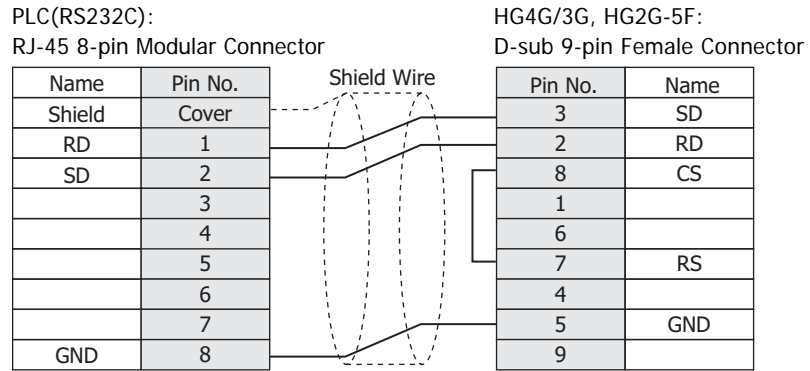 PLC(RS232C):
RJ-45 8-pin Modular Connector
HG4G/3G, HG2G-5F:
D-sub 9-pin Female Connector
Shield Wire
Name Pin No.
Shield Cover
RD 1
SD 2
3
4
5
6
7
GND 8
Pin No. Name
3 SD
2 RD
8 CS
1
6
7 RS
4
5 GND
9